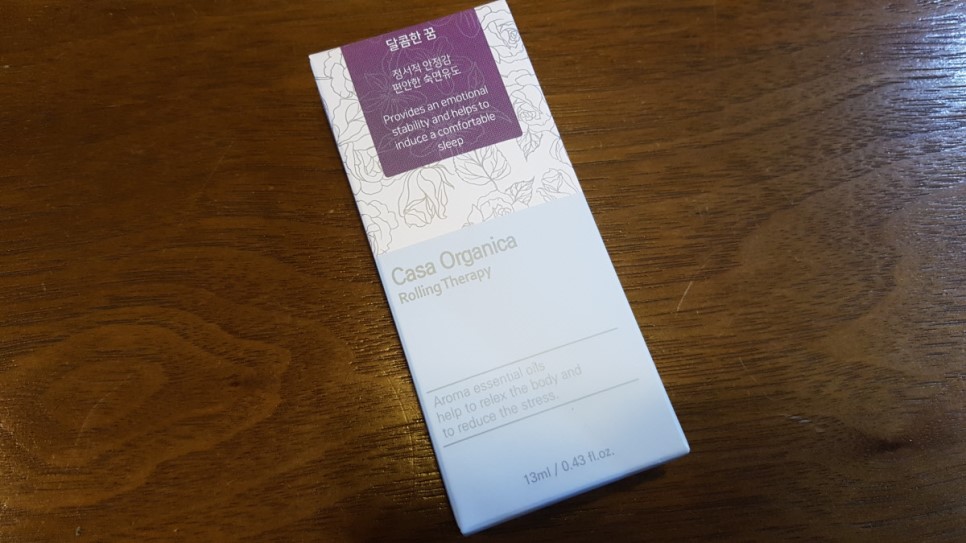 달콤한 꿈
정서적 안정감
편안한 숙면유도
Provides an emotional
stability and helps to
induce a comfortable
sleep
Casa Organica
Rolling Therapy
Aroma essential oils
help to relex the body and
to reduce the stress.
13ml / 0.43 fl.oz.